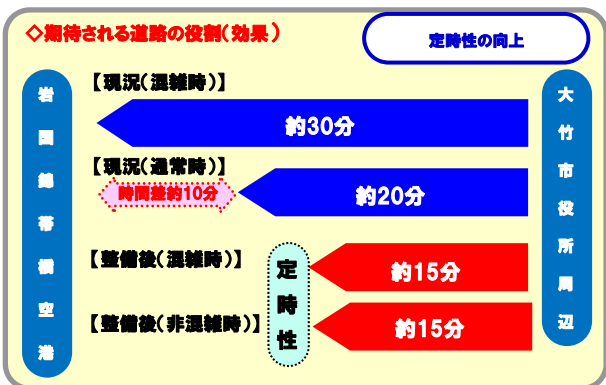 ◇期待される道路の役割(効果)
定時性の向上
岩国錦帯橋空港
大竹市役所周辺
【現況(混雑時)】
約30分
【現況(通常時)】
時間差約10分
約20分
【整備後(混雑時)】
約15分
定時性
【整備後(非混雑時)】
約15分